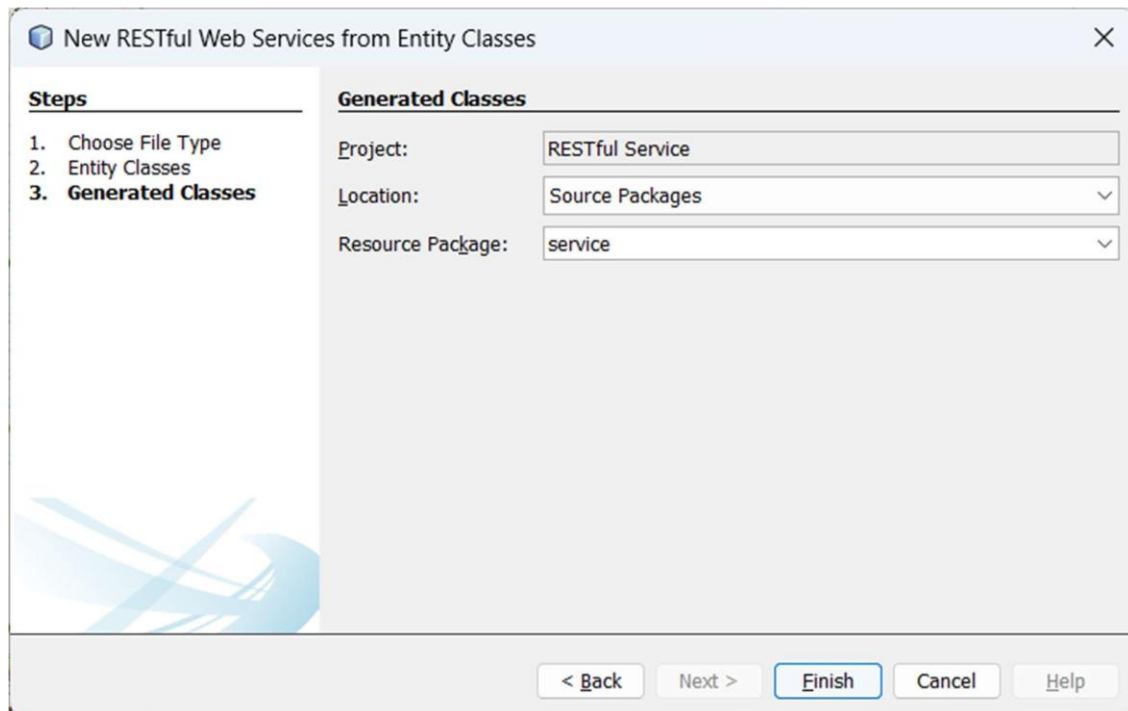 New RESTful Web Services from Entity Classes
Steps
1. Choose File Type
2. Entity Classes
3. Generated Classes
Generated Classes
Project: RESTful Service
Location: Source Packages
Resource Package: service
< Back Next > Finish Cancel Help